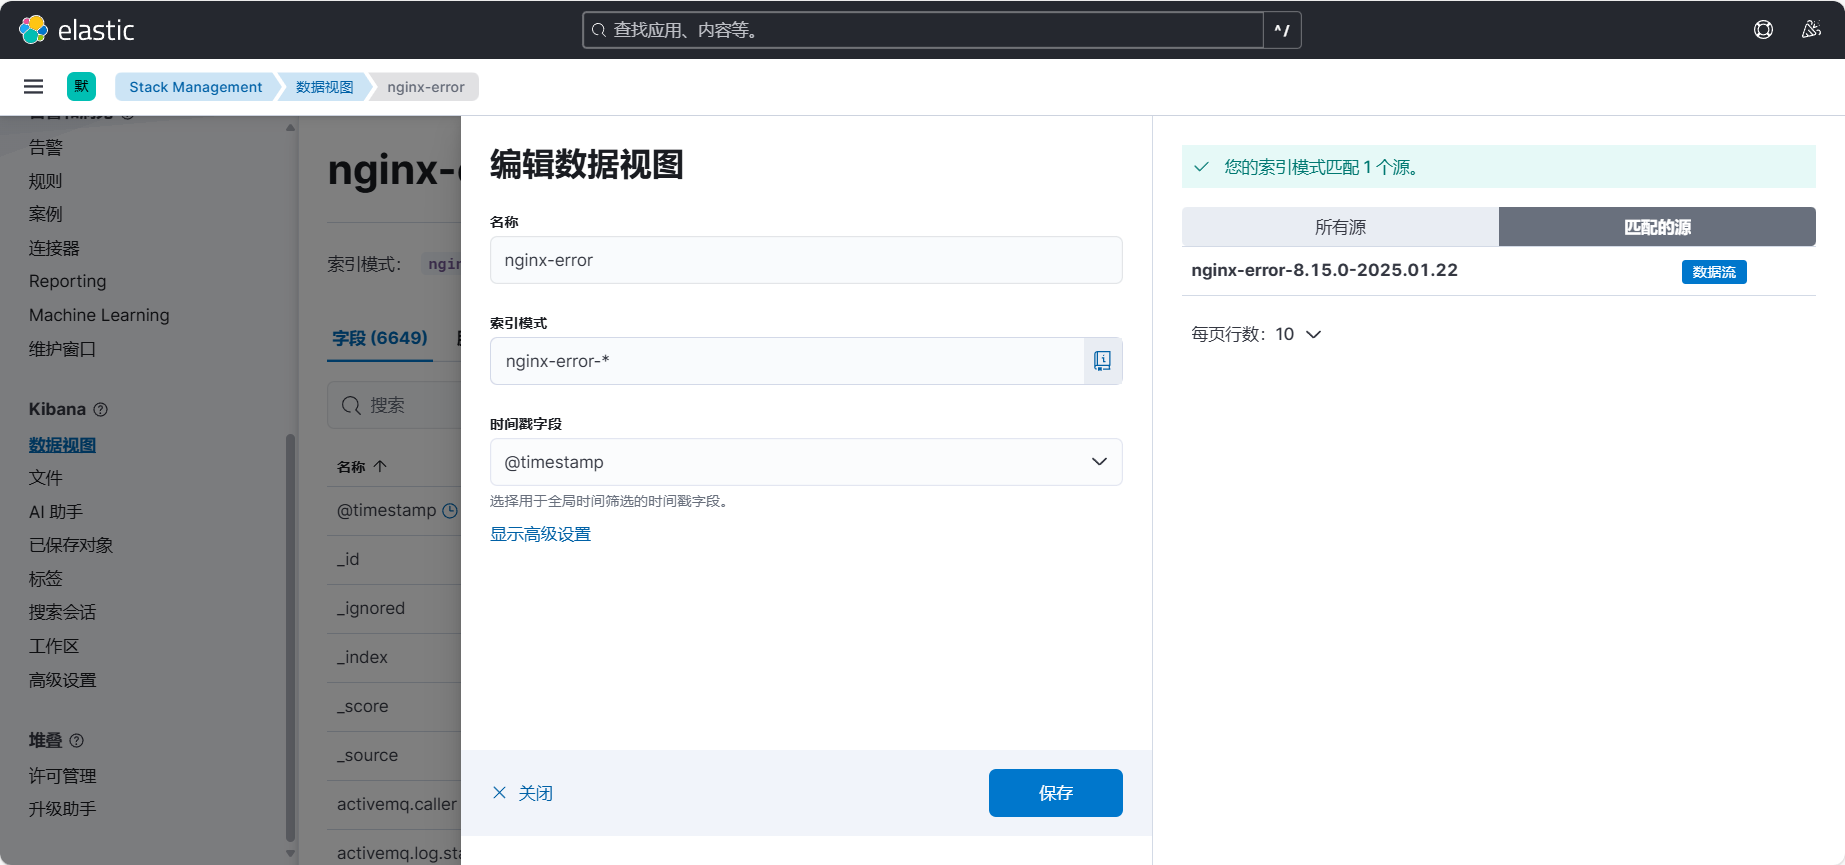 elastic
查找应用、内容等。
^/
默
Stack Management
数据视图
nginx-error
告警
规则
案例
连接器
Reporting
Machine Learning
维护窗口
Kibana
数据视图
文件
AI 助手
已保存对象
标签
搜索会话
工作区
高级设置
堆叠
许可管理
升级助手
nginx-
索引模式：
字段 (6649)
搜索
名称
@timestamp
_id
_ignored
_index
_score
_source
activemq.caller
activemq.log.sta
编辑数据视图
名称
nginx-error
索引模式
nginx-error-*
时间戳字段
@timestamp
选择用于全局时间筛选的时间戳字段。
显示高级设置
关闭
保存
您的索引模式匹配 1 个源。
所有源
匹配的源
nginx-error-8.15.0-2025.01.22
数据流
每页行数：10